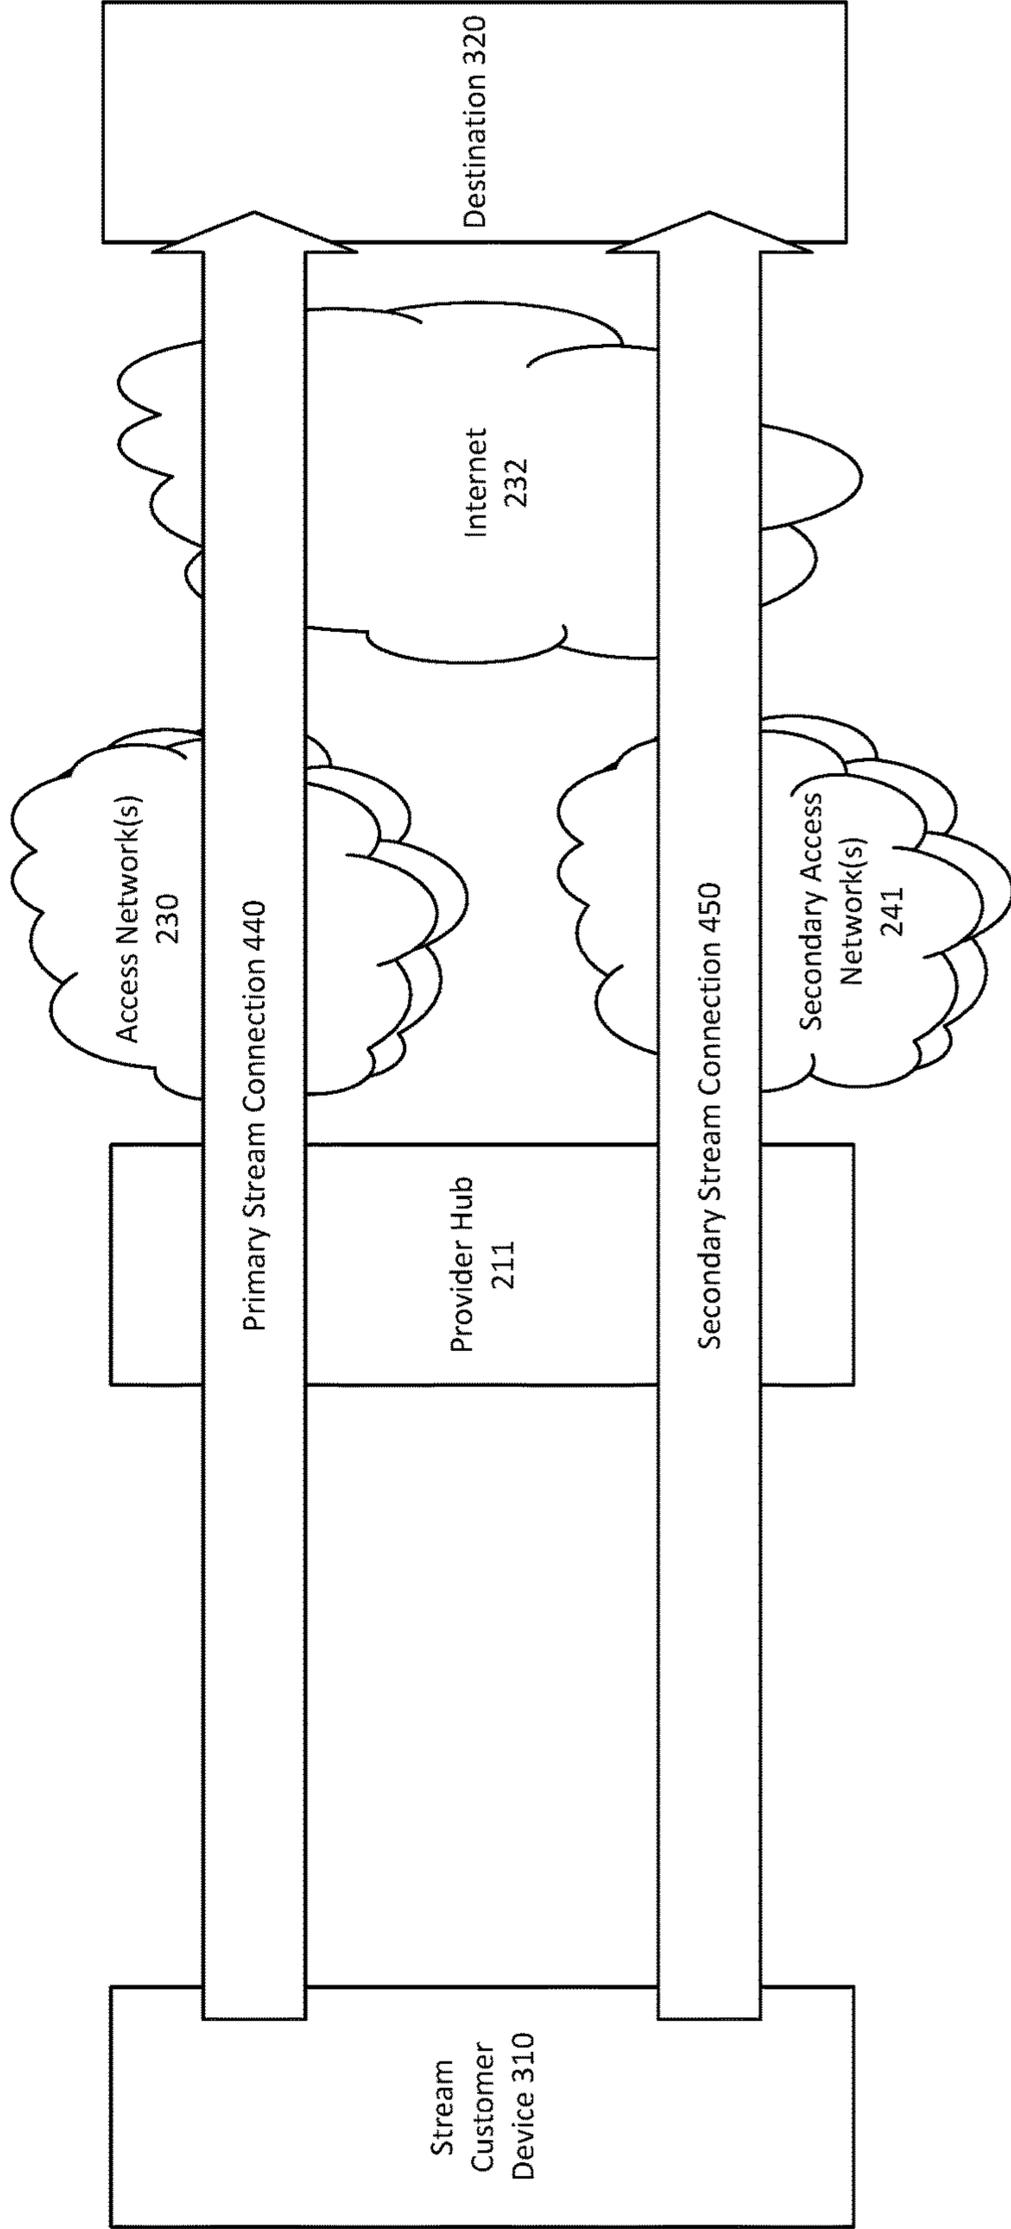 Stream
Customer
Device 310
Primary Stream Connection 440
Secondary Stream Connection 450
Provider Hub
211
Access Network(s)
230
Secondary Access
Network(s)
241
Internet
232
Destination 320